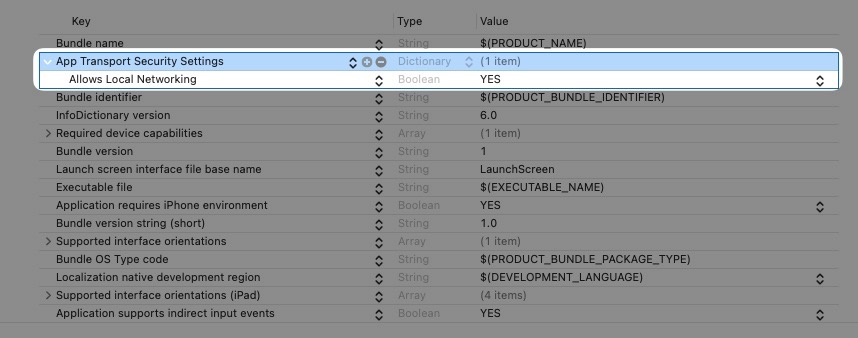 Key Type Value
Bundle name String $(PRODUCT_NAME)
App Transport Security Settings Dictionary (1 item)
Allows Local Networking Boolean YES
Bundle identifier String $(PRODUCT_BUNDLE_IDENTIFIER)
InfoDictionary version String 6.0
Required device capabilities Array (1 item)
Bundle version String 1
Launch screen interface file base name String LaunchScreen
Executable file String $(EXECUTABLE_NAME)
Application requires iPhone environment Boolean YES
Bundle version string (short) String 1.0
Supported interface orientations Array (1 item)
Bundle OS Type code String $(PRODUCT_BUNDLE_PACKAGE_TYPE)
Localization native development region String $(DEVELOPMENT_LANGUAGE)
Supported interface orientations (iPad) Array (4 items)
Application supports indirect input events Boolean YES